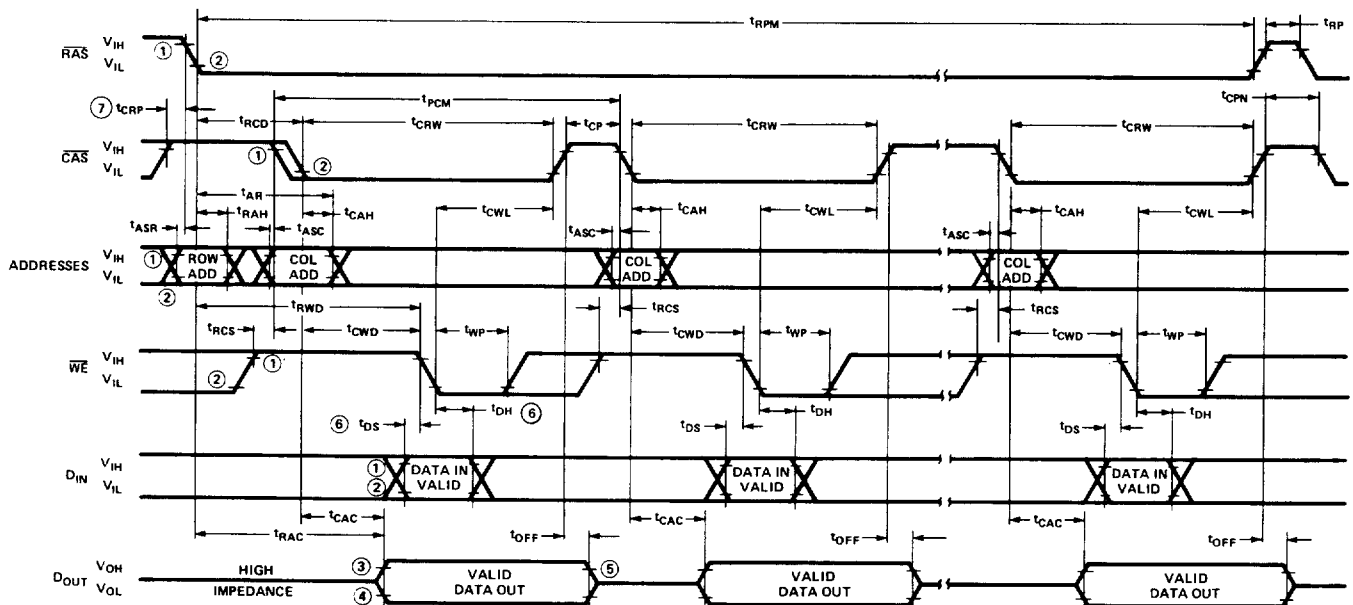 tRPM
tRP
RAS VIH VIL ① ②
⑦ tCRP
tPCM
tCPN
tRCD tCRW tCP tCRW tCRW
CAS VIH VIL ① ②
tAR
tRAH tCAH tCWL tCAH tCWL tCAH tCWL
tASR tASC tASC tASC
ADDRESSES VIH VIL ① ②
ROW ADD
COL ADD
COL ADD
COL ADD
tRWD tRCS tRCS
tRCS tCWD tWP tCWD tWP tCWD tWP
WE VIH VIL ① ②
⑥ tDS tDH ⑥ tDS tDH tDS tDH
DIN VIH VIL ① ②
DATA IN VALID
DATA IN VALID
DATA IN VALID
tCAC tCAC tCAC
tRAC tOFF tOFF tOFF
DOUT VOH VOL
HIGH IMPEDANCE
③ ④
VALID DATA OUT
⑤
VALID DATA OUT
VALID DATA OUT